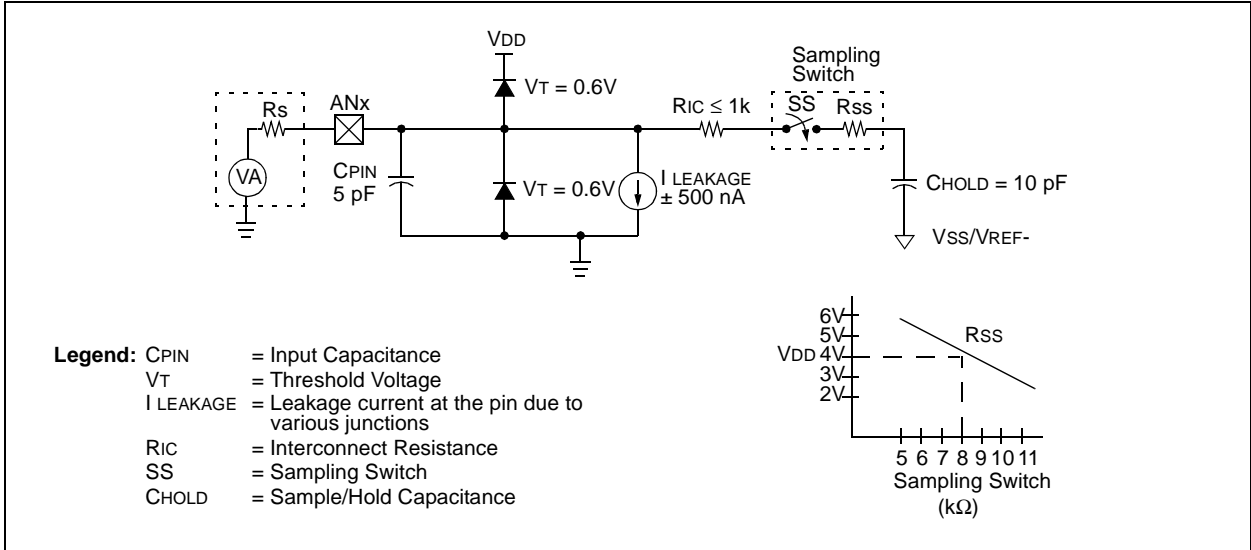 VDD
Sampling
Switch
VT = 0.6V
Rs
ANx
RIC ≤ 1k
SS
RSS
VA
CPIN
5 pF
VT = 0.6V
I LEAKAGE
± 500 nA
CHOLD = 10 pF
VSS/VREF-
Legend: CPIN = Input Capacitance
VT = Threshold Voltage
I LEAKAGE = Leakage current at the pin due to
various junctions
RIC = Interconnect Resistance
SS = Sampling Switch
CHOLD = Sample/Hold Capacitance
6V
5V
VDD 4V
3V
2V
RSS
5 6 7 8 9 10 11
Sampling Switch
(kΩ)